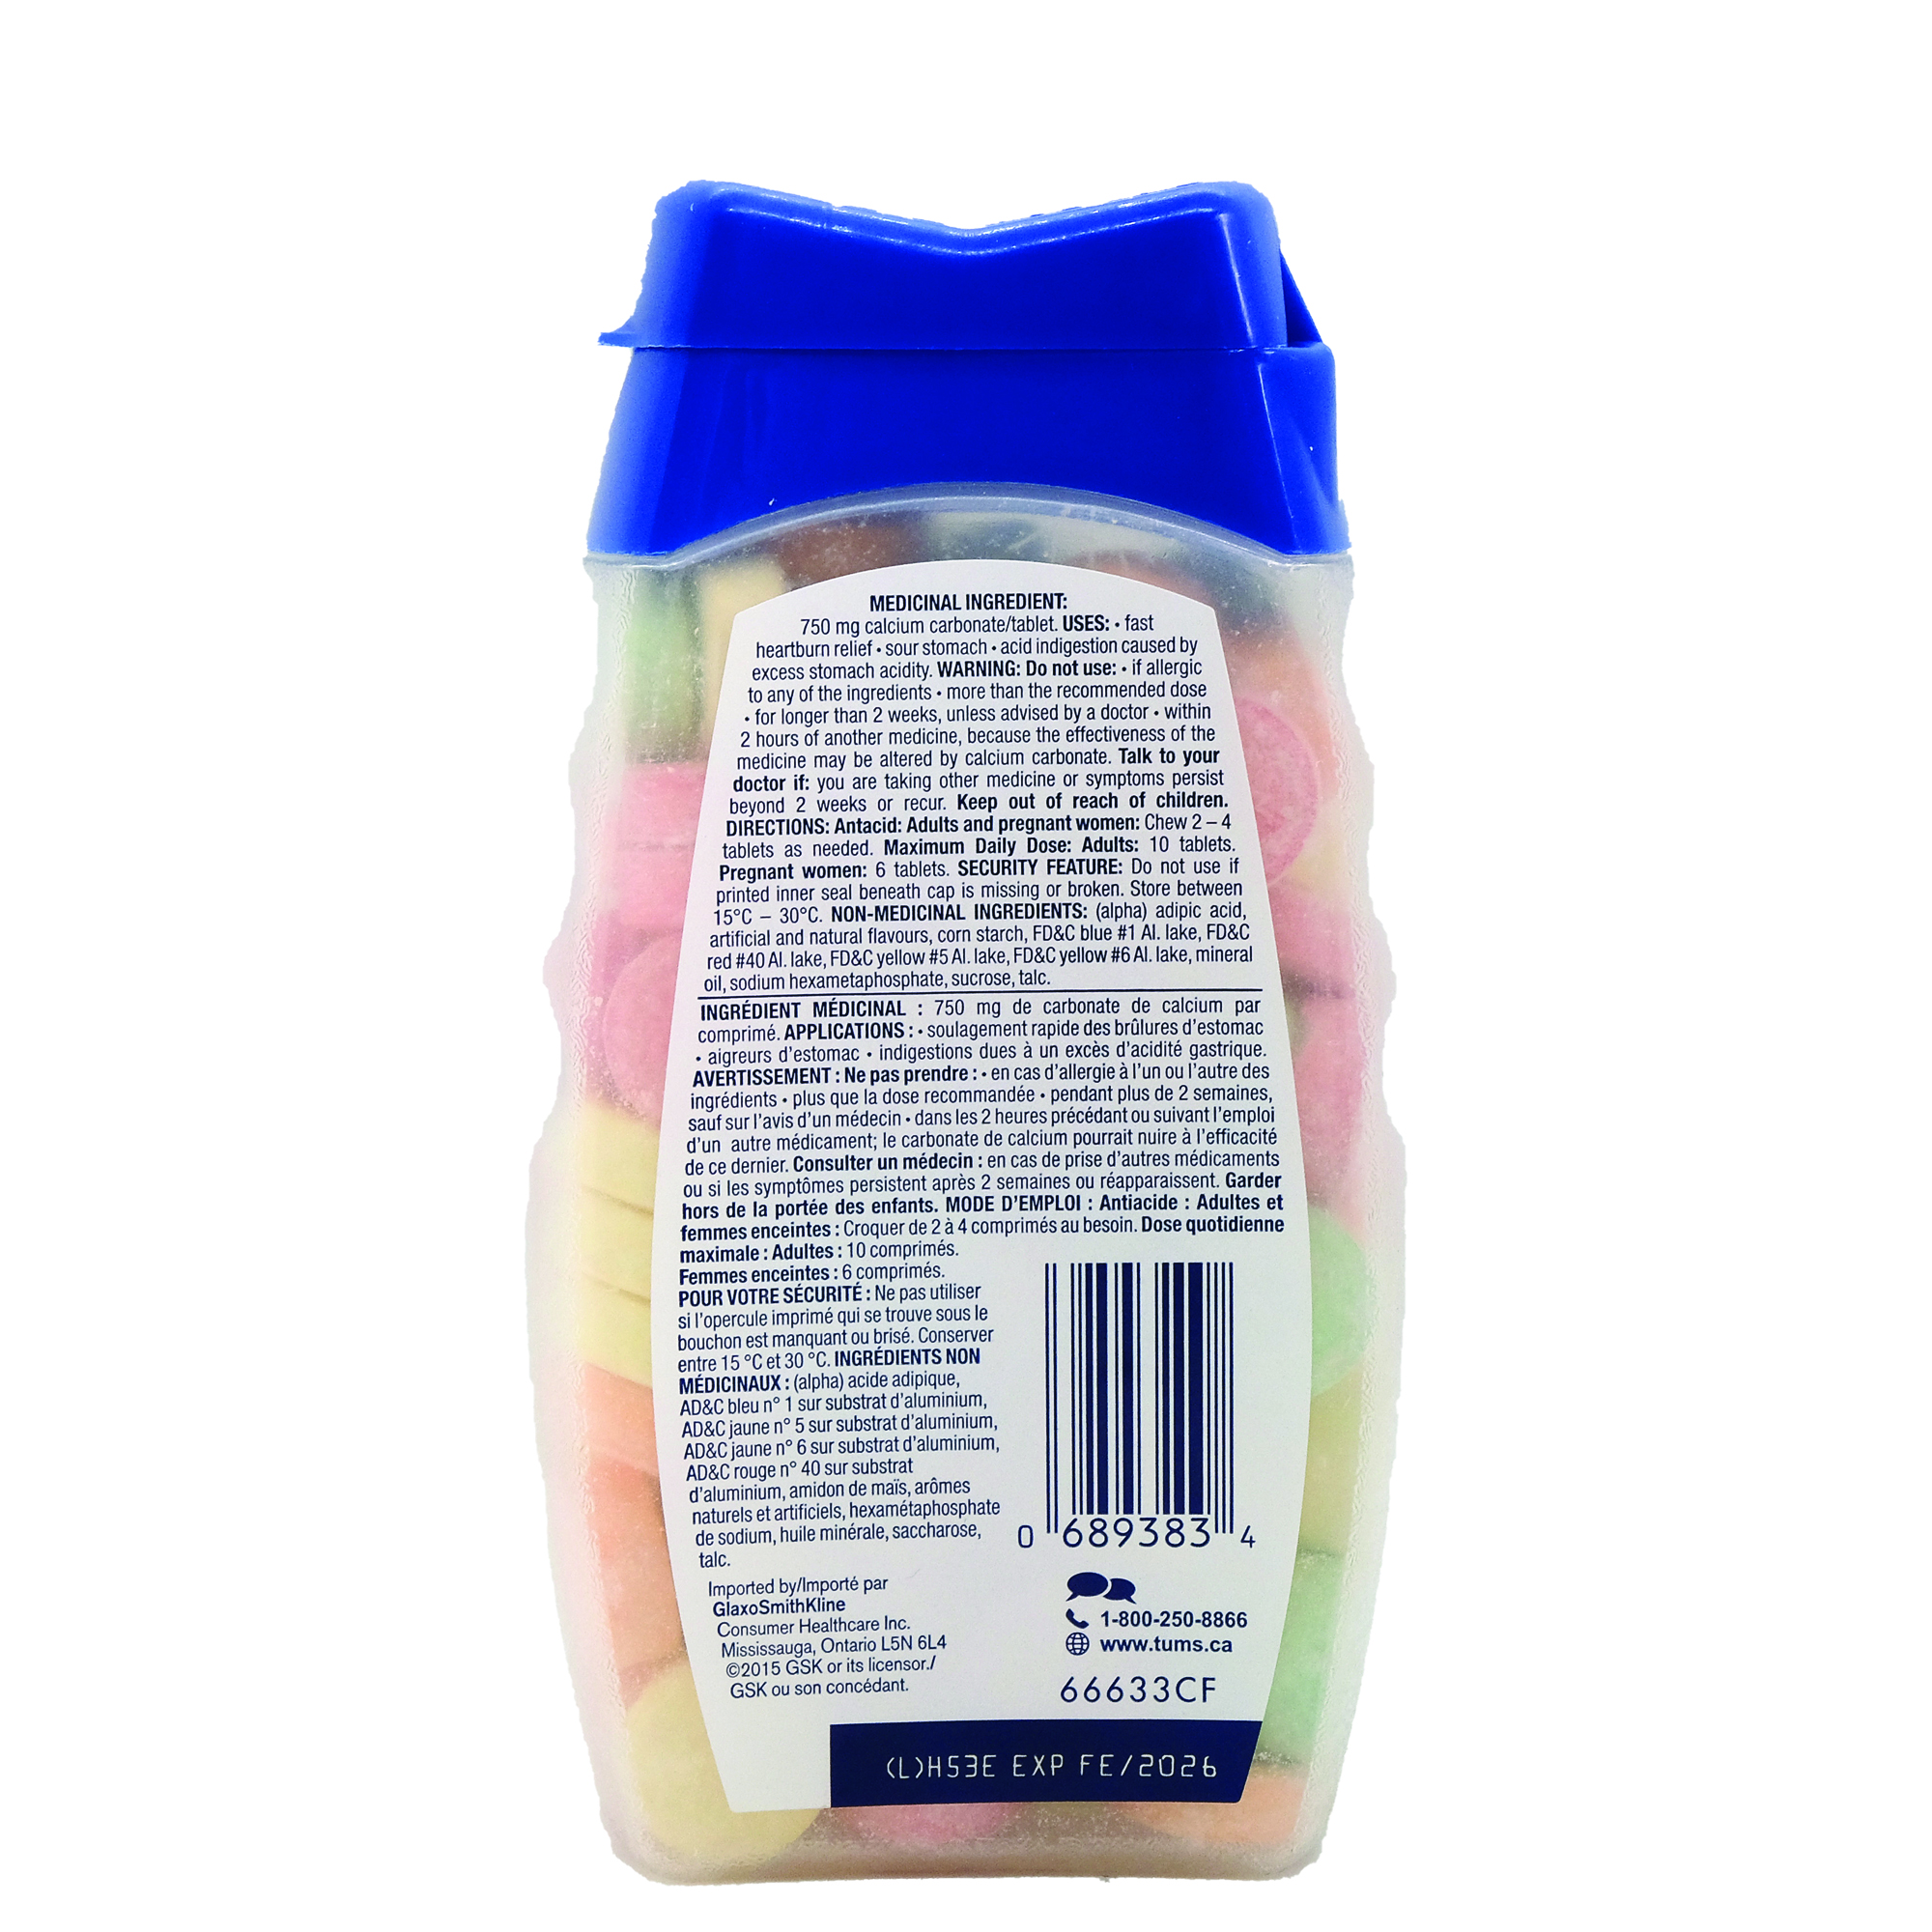 MEDICINAL INGREDIENT:
750 mg calcium carbonate/tablet. USES: • fast
heartburn relief • sour stomach • acid indigestion caused by
excess stomach acidity. WARNING: Do not use: • if allergic
to any of the ingredients • more than the recommended dose
• for longer than 2 weeks, unless advised by a doctor • within
2 hours of another medicine, because the effectiveness of the
medicine may be altered by calcium carbonate. Talk to your
doctor if: you are taking other medicine or symptoms persist
beyond 2 weeks or recur. Keep out of reach of children.
DIRECTIONS: Antacid: Adults and pregnant women: Chew 2 – 4
tablets as needed. Maximum Daily Dose: Adults: 10 tablets.
Pregnant women: 6 tablets. SECURITY FEATURE: Do not use if
printed inner seal beneath cap is missing or broken. Store between
15°C – 30°C. NON-MEDICINAL INGREDIENTS: (alpha) adipic acid,
artificial and natural flavours, corn starch, FD&C blue #1 Al. lake, FD&C
red #40 Al. lake, FD&C yellow #5 Al. lake, FD&C yellow #6 Al. lake, mineral
oil, sodium hexametaphosphate, sucrose, talc.
INGRÉDIENT MÉDICINAL : 750 mg de carbonate de calcium par
comprimé. APPLICATIONS : • soulagement rapide des brûlures d'estomac
• aigreurs d'estomac • indigestions dues à un excès d'acidité gastrique.
AVERTISSEMENT : Ne pas prendre : • en cas d'allergie à l'un ou l'autre des
ingrédients • plus que la dose recommandée • pendant plus de 2 semaines,
sauf sur l'avis d'un médecin • dans les 2 heures précédant ou suivant l'emploi
d'un autre médicament; le carbonate de calcium pourrait nuire à l'efficacité
de ce dernier. Consulter un médecin : en cas de prise d'autres médicaments
ou si les symptômes persistent après 2 semaines ou réapparaissent. Garder
hors de la portée des enfants. MODE D'EMPLOI : Antiacide : Adultes et
femmes enceintes : Croquer de 2 à 4 comprimés au besoin. Dose quotidienne
maximale : Adultes : 10 comprimés.
Femmes enceintes : 6 comprimés.
POUR VOTRE SÉCURITÉ : Ne pas utiliser
si l'opercule imprimé qui se trouve sous le
bouchon est manquant ou brisé. Conserver
entre 15 °C et 30 °C. INGRÉDIENTS NON
MÉDICINAUX : (alpha) acide adipique,
AD&C bleu n° 1 sur substrat d'aluminium,
AD&C jaune n° 5 sur substrat d'aluminium,
AD&C jaune n° 6 sur substrat d'aluminium,
AD&C rouge n° 40 sur substrat
d'aluminium, amidon de maïs, arômes
naturels et artificiels, hexamétaphosphate
de sodium, huile minérale, saccharose,
talc.
0 689383 4
Imported by/Importé par
GlaxoSmithKline
Consumer Healthcare Inc.
Mississauga, Ontario L5N 6L4
©2015 GSK or its licensor./
GSK ou son concédant.
1-800-250-8866
www.tums.ca
66633CF
(L)H53E EXP FE/2026